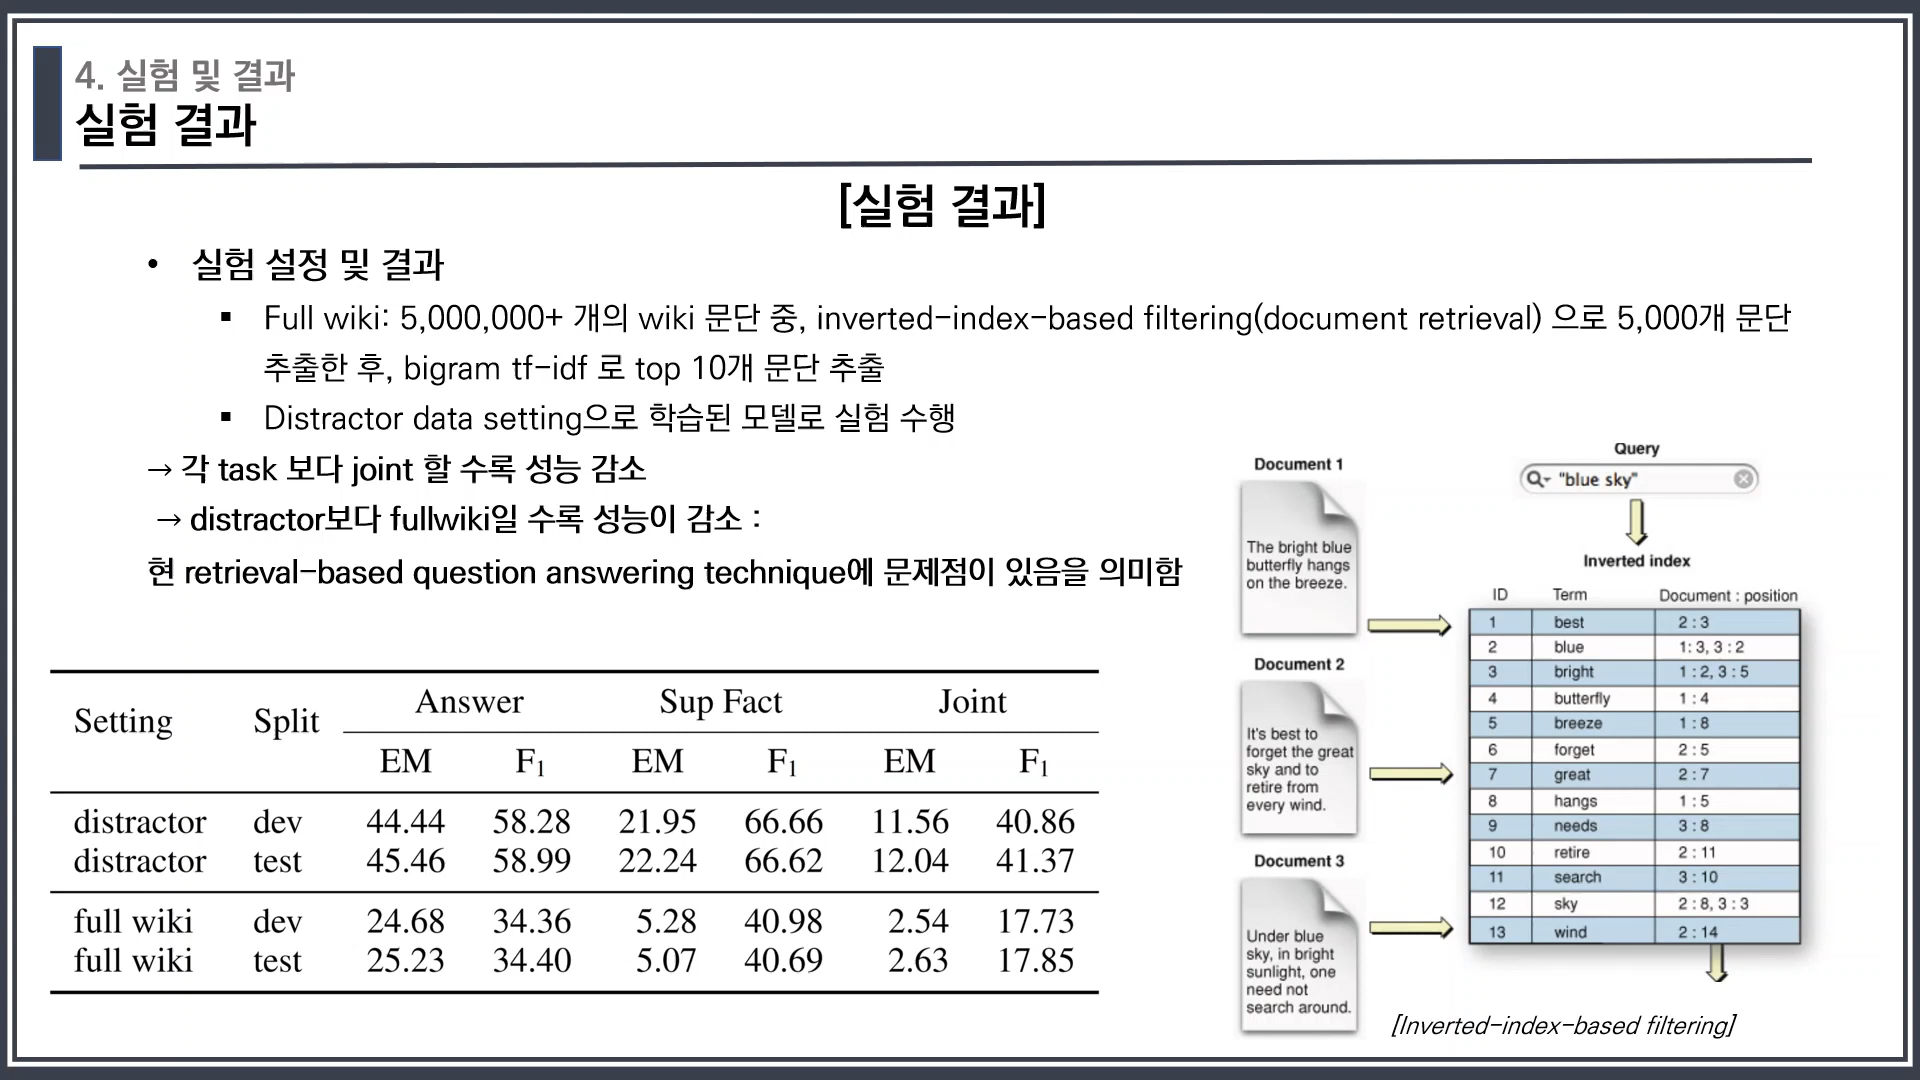 4. 실험 및 결과
실험 결과
[실험 결과]
• 실험 설정 및 결과
▪ Full wiki: 5,000,000+ 개의 wiki 문단 중, inverted-index-based filtering(document retrieval) 으로 5,000개 문단
추출한 후, bigram tf-idf 로 top 10개 문단 추출
▪ Distractor data setting으로 학습된 모델로 실험 수행
→ 각 task 보다 joint 할 수록 성능 감소
→ distractor보다 fullwiki일 수록 성능이 감소 :
현 retrieval-based question answering technique에 문제점이 있음을 의미함
Setting Split Answer Sup Fact Joint
EM F1 EM F1 EM F1
distractor dev 44.44 58.28 21.95 66.66 11.56 40.86
distractor test 45.46 58.99 22.24 66.62 12.04 41.37
full wiki dev 24.68 34.36 5.28 40.98 2.54 17.73
full wiki test 25.23 34.40 5.07 40.69 2.63 17.85
Document 1
The bright blue
butterfly hangs
on the breeze.
Document 2
It's best to
forget the great
sky and to
retire from
every wind.
Document 3
Under blue
sky, in bright
sunlight, one
need not
search around.
Query
"blue sky"
Inverted index
ID Term Document : position
1 best 2 : 3
2 blue 1: 3, 3 : 2
3 bright 1 : 2, 3 : 5
4 butterfly 1 : 4
5 breeze 1 : 8
6 forget 2 : 5
7 great 2 : 7
8 hangs 1 : 5
9 needs 3 : 8
10 retire 2 : 11
11 search 3 : 10
12 sky 2 : 8, 3 : 3
13 wind 2 : 14
[Inverted-index-based filtering]